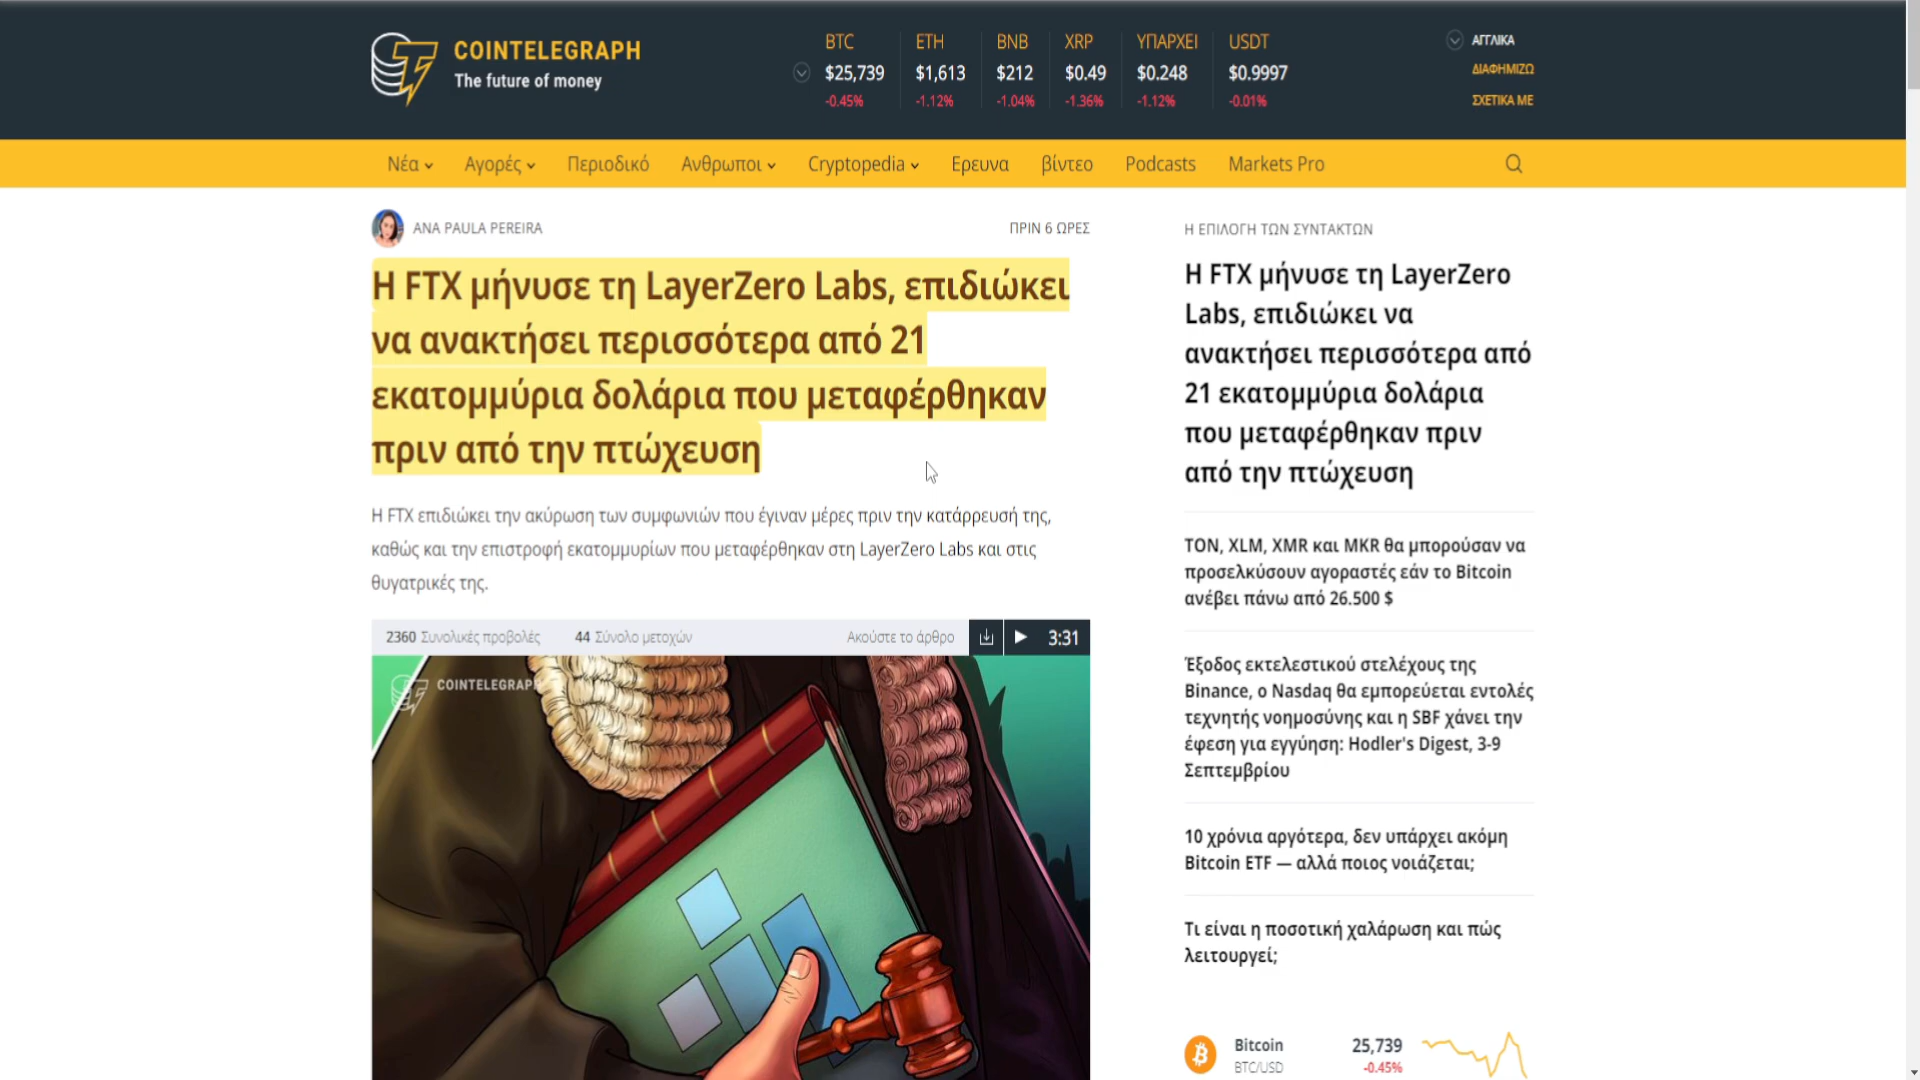 COINTELEGRAPH
The future of money
BTC
$25,739
-0.45%
ETH
$1,613
-1.12%
BNB
$212
-1.04%
XRP
$0.49
-1.36%
ΥΠΑΡΧΕΙ
$0.248
-1.12%
USDT
$0.9997
-0.01%
ΑΓΓΛΙΚΑ
ΔΙΑΦΗΜΙΖΩ
ΣΧΕΤΙΚΑ ΜΕ
Νέα
Αγορές
Περιοδικό
Ανθρωποι
Cryptopedia
Ερευνα
βίντεο
Podcasts
Markets Pro
ANA PAULA PEREIRA
ΠΡΙΝ 6 ΩΡΕΣ
Η FTX μήνυσε τη LayerZero Labs, επιδιώκει
να ανακτήσει περισσότερα από 21
εκατομμύρια δολάρια που μεταφέρθηκαν
πριν από την πτώχευση
Η FTX επιδιώκει την ακύρωση των συμφωνιών που έγιναν μέρες πριν την κατάρρευσή της,
καθώς και την επιστροφή εκατομμυρίων που μεταφέρθηκαν στη LayerZero Labs και στις
θυγατρικές της.
2360 Συνολικές προβολές
44 Σύνολο μετοχών
Ακούστε το άρθρο
3:31
COINTELEGRAPH
Η ΕΠΙΛΟΓΗ ΤΩΝ ΣΥΝΤΑΚΤΩΝ
Η FTX μήνυσε τη LayerZero
Labs, επιδιώκει να
ανακτήσει περισσότερα από
21 εκατομμύρια δολάρια
που μεταφέρθηκαν πριν
από την πτώχευση
TON, XLM, XMR και MKR θα μπορούσαν να
προσελκύσουν αγοραστές εάν το Bitcoin
ανέβει πάνω από 26.500 $
Έξοδος εκτελεστικού στελέχους της
Binance, ο Nasdaq θα εμπορεύεται εντολές
τεχνητής νοημοσύνης και η SBF χάνει την
έφεση για εγγύηση: Hodler's Digest, 3-9
Σεπτεμβρίου
10 χρόνια αργότερα, δεν υπάρχει ακόμη
Bitcoin ETF — αλλά ποιος νοιάζεται;
Τι είναι η ποσοτική χαλάρωση και πώς
λειτουργεί;
Bitcoin
BTC/USD
25,739
-0.45%